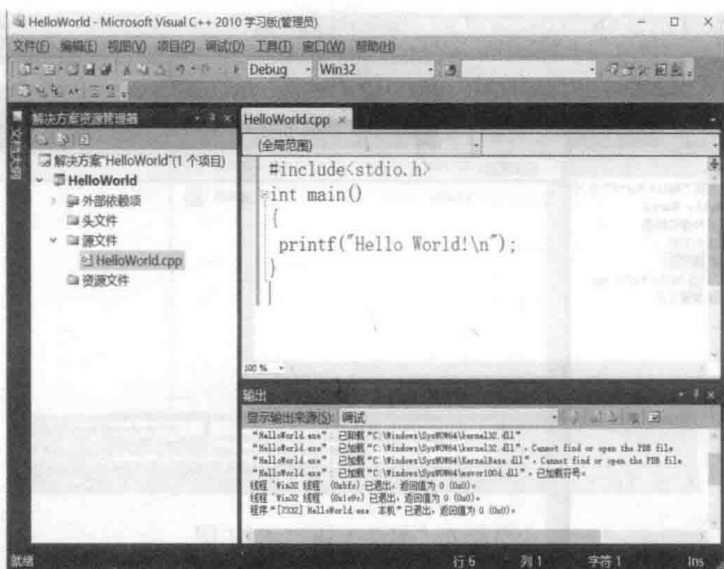 HelloWorld - Microsoft Visual C++ 2010 学习版(管理员)
文件(F) 编辑(E) 视图(V) 项目(P) 调试(D) 工具(T) 窗口(W) 帮助(H)
Debug Win32
解决方案资源管理器
文档大纲
解决方案"HelloWorld"(1 个项目)
HelloWorld
外部依赖项
头文件
源文件
HelloWorld.cpp
资源文件
HelloWorld.cpp ×
(全局范围)
#include<stdio.h>
int main()
{
printf("Hello World!\n");
}
100 %
输出
显示输出来源(S): 调试
"HelloWorld.exe": 已卸载"C:\Windows\SysWOW64\kernel32.dll"
"HelloWorld.exe": 已加载"C:\Windows\SysWOW64\kernel32.dll", Cannot find or open the PDB file
"HelloWorld.exe": 已加载"C:\Windows\SysWOW64\KernelBase.dll", Cannot find or open the PDB file
"HelloWorld.exe": 已加载"C:\Windows\SysWOW64\msvcr100d.dll", 已加载符号。
线程 'Win32 线程' (0xbfc) 已退出，返回值为 0 (0x0)。
线程 'Win32 线程' (0x1e9c) 已退出，返回值为 0 (0x0)。
程序"[7332] HelloWorld.exe: 本机"已退出，返回值为 0 (0x0)。
就绪 行 6 列 1 字符 1 Ins